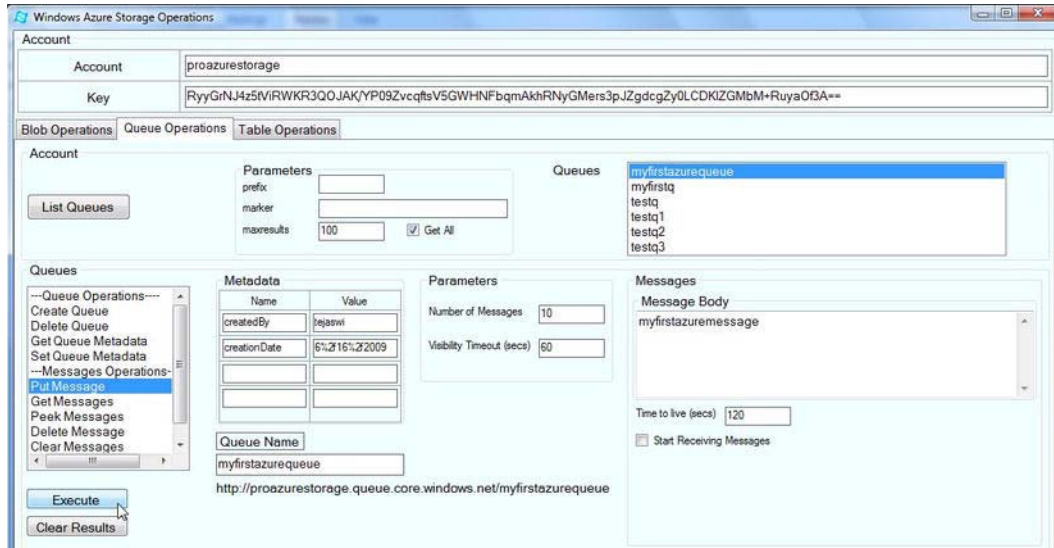 Windows Azure Storage Operations
Account
Account proazurestorage
Key RyyGrNJ4z5tViRWKR3QOJAK/YP09ZvcqftsV5GWHNFbqmAkhRNyGMers3pJZgdcgZy0LCDKlZGMbM+RuyaOf3A==
Blob Operations Queue Operations Table Operations
Account
List Queues
Parameters
prefix
marker
maxresults 100 Get All
Queues
myfirstazurequeue
myfirstq
testq
testq1
testq2
testq3
Queues
---Queue Operations----
Create Queue
Delete Queue
Get Queue Metadata
Set Queue Metadata
---Messages Operations-
Put Message
Get Messages
Peek Messages
Delete Message
Clear Messages
Execute
Clear Results
Metadata
Name Value
createdBy tejaswi
creationDate 6%2f16%2f2009
Queue Name
myfirstazurequeue
http://proazurestorage.queue.core.windows.net/myfirstazurequeue
Parameters
Number of Messages 10
Visibility Timeout (secs) 60
Messages
Message Body
myfirstazuremessage
Time to live (secs) 120
Start Receiving Messages